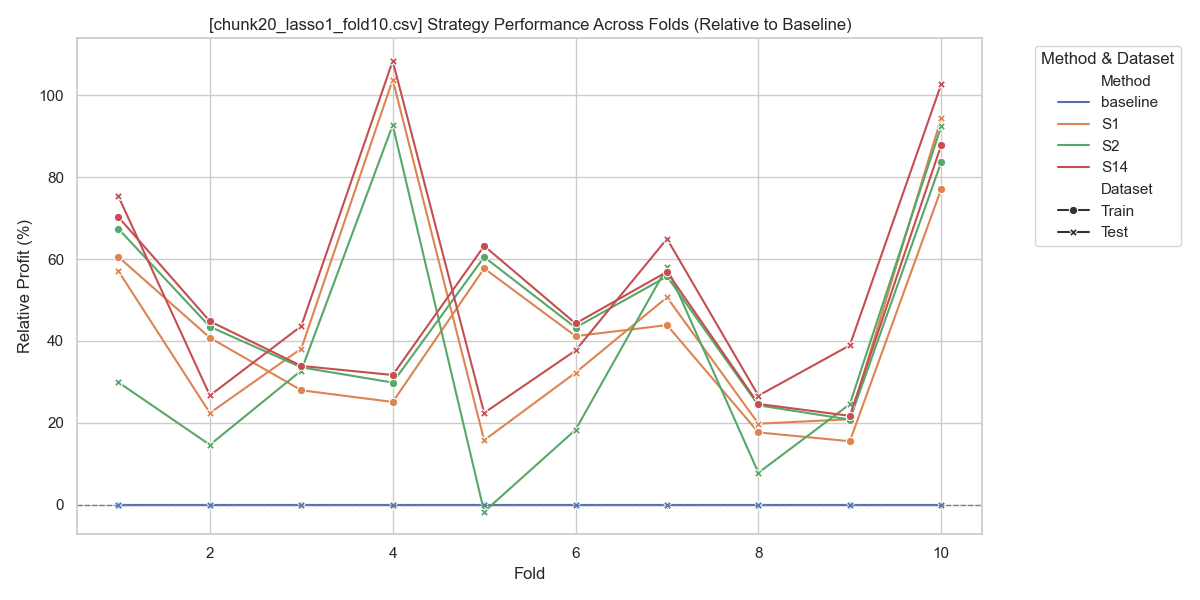 [chunk20_lasso1_fold10.csv] Strategy Performance Across Folds (Relative to Baseline)
Relative Profit (%)
100
80
60
40
20
0
2
4
6
8
10
Fold
Method & Dataset
Method
baseline
S1
S2
S14
Dataset
Train
Test